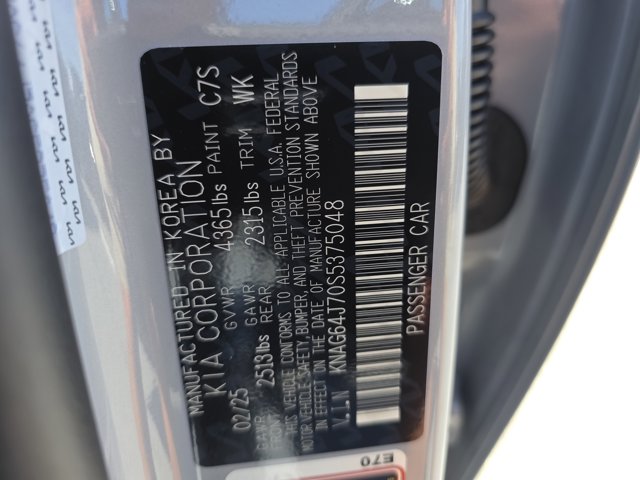 MANUFACTURED IN KOREA BY
KIA CORPORATION
02/25 GVWR 4365lbs PAINT C7S
GAWR FRONT 2513lbs GAWR REAR 2315lbs TRIM WK
THIS VEHICLE CONFORMS TO ALL APPLICABLE U.S.A. FEDERAL
MOTOR VEHICLE SAFETY, BUMPER, AND THEFT PREVENTION STANDARDS
IN EFFECT ON THE DATE OF MANUFACTURE SHOWN ABOVE
V.I.N KNAG64J70S5375048
PASSENGER CAR
E70